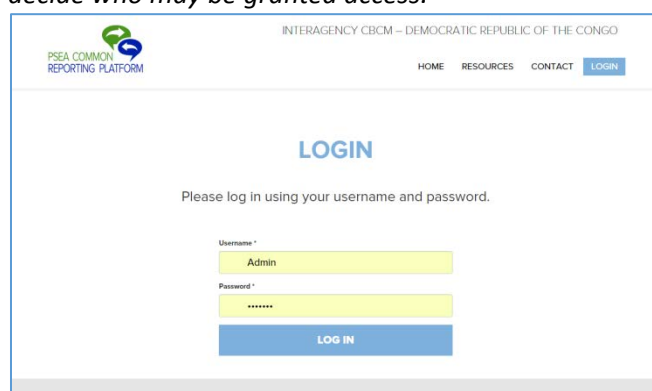 decide who may be granted access.
INTERAGENCY CBCM – DEMOCRATIC REPUBLIC OF THE CONGO
PSEA COMMON
REPORTING PLATFORM
HOME RESOURCES CONTACT LOGIN
LOGIN
Please log in using your username and password.
Username *
Admin
Password *
•••••••
LOG IN